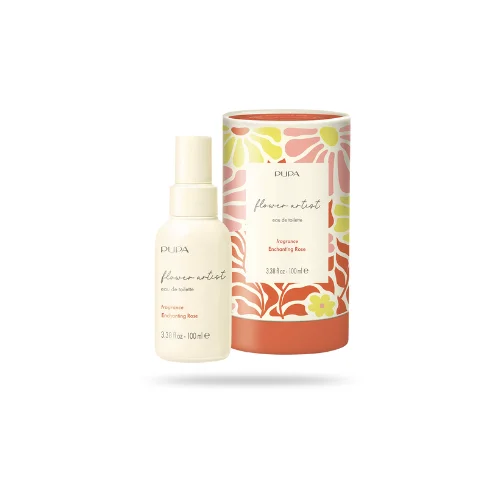 PUPA
flower artist
eau de toilette
fragrance
Enchanting Rose
3.38 fl oz - 100 ml ℮
PUPA
flower artist
eau de toilette
fragrance
Enchanting Rose
3.38 fl oz - 100 ml ℮